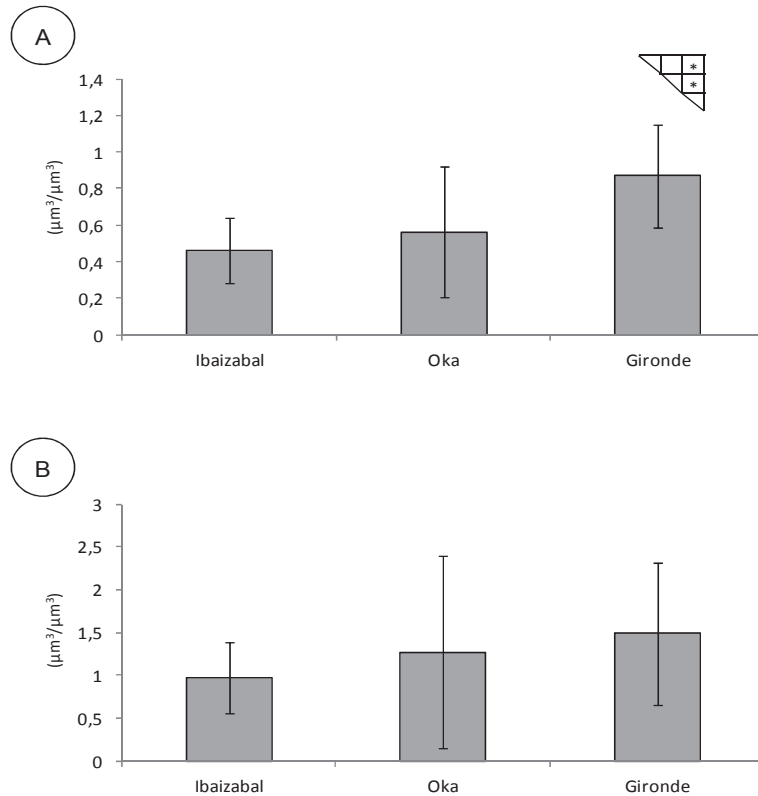 A
*
*
1,4
1,2
1
0,8
0,6
0,4
0,2
0
(µm³/µm³)
Ibaizabal Oka Gironde
B
3
2,5
2
1,5
1
0,5
0
(µm³/µm³)
Ibaizabal Oka Gironde